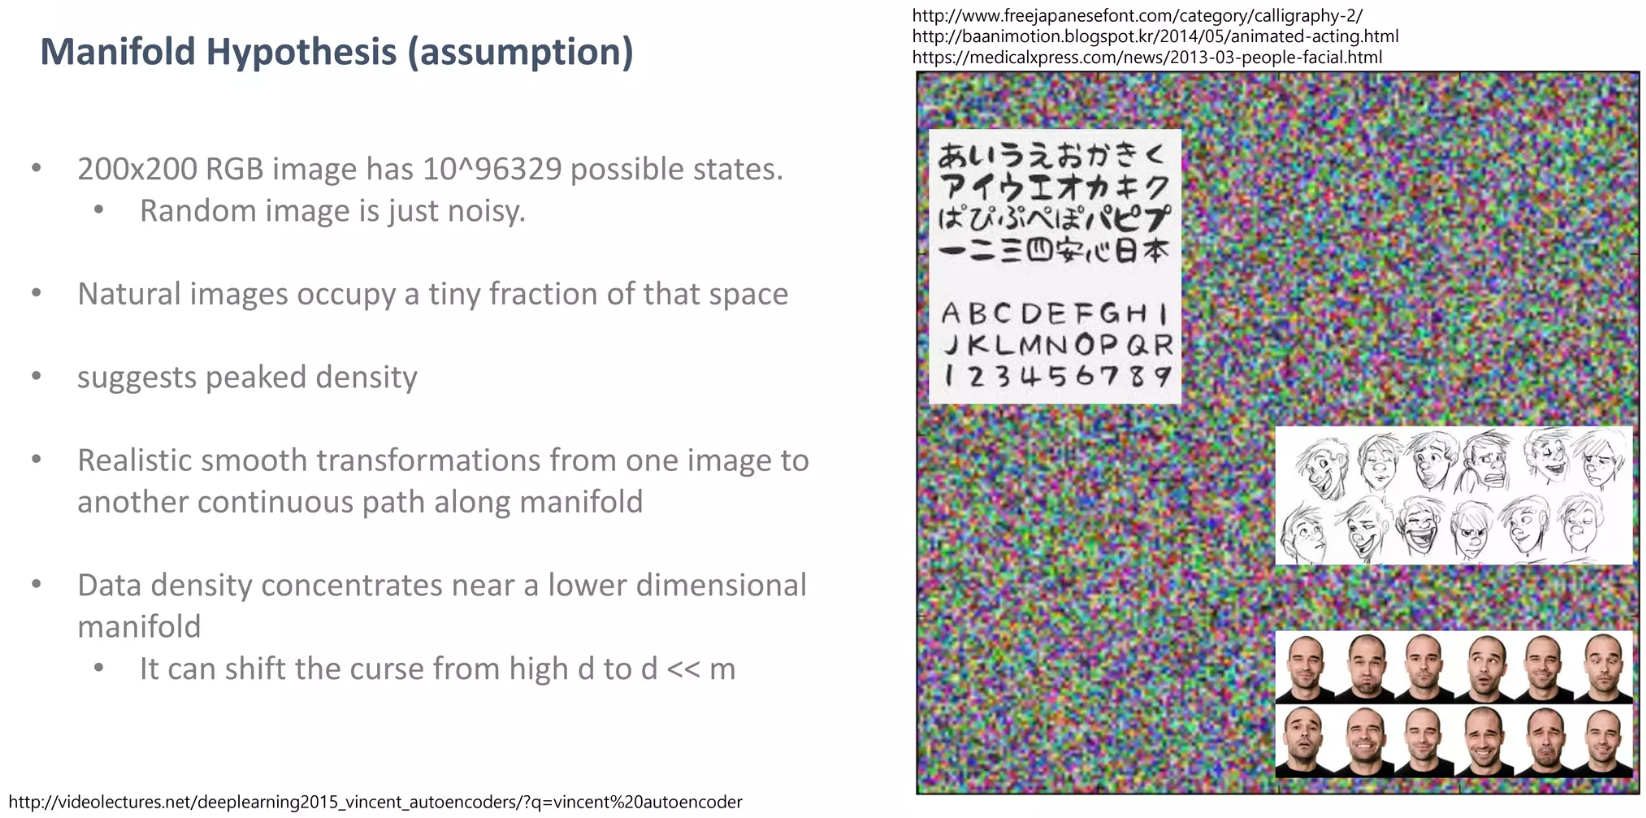 Manifold Hypothesis (assumption)
• 200x200 RGB image has 10^96329 possible states.
• Random image is just noisy.
• Natural images occupy a tiny fraction of that space
• suggests peaked density
• Realistic smooth transformations from one image to
another continuous path along manifold
• Data density concentrates near a lower dimensional
manifold
• It can shift the curse from high d to d << m
http://videolectures.net/deeplearning2015_vincent_autoencoders/?q=vincent%20autoencoder
http://www.freejapanesefont.com/category/calligraphy-2/
http://baanimotion.blogspot.kr/2014/05/animated-acting.html
https://medicalxpress.com/news/2013-03-people-facial.html
あいうえおかきく
アイウエオカキク
ぱぴぷぺぽパピプ
一二三四安心日本
ABCDEFGHI
JKLMNOPQR
123456789